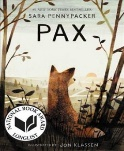 #1 NEW YORK TIMES BESTSELLER
SARA PENNYPACKER
PAX
NATIONAL BOOK AWARD
LONGLIST
ILLUSTRATED BY JON KLASSEN